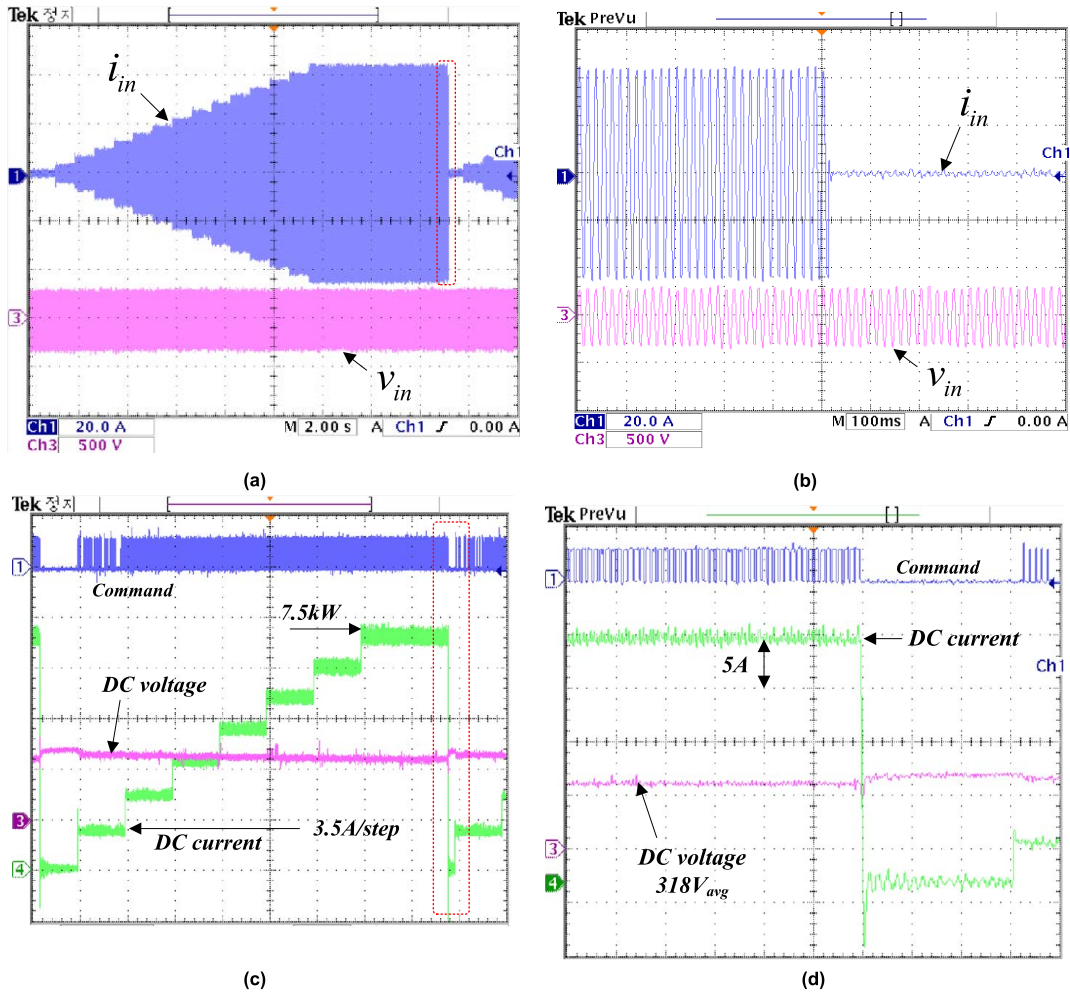 Tek 정지
i_in
1
Ch1
3
v_in
Ch1 20.0 A M 2.00 s A Ch1 0.00 A
Ch3 500 V
(a)
Tek PreVu [ ]
i_in
1
Ch1
3
v_in
Ch1 20.0 A M 100ms A Ch1 0.00 A
Ch3 500 V
(b)
Tek 정지 [ ]
1
Command
7.5kW
DC voltage
3
DC current
3.5A/step
4
(c)
Tek PreVu [ ]
1
Command
DC current
5A
Ch1
3
DC voltage
318V_avg
4
(d)